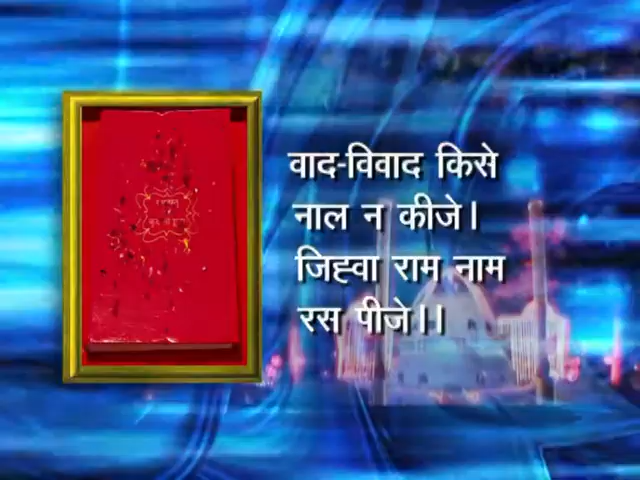 वाद-विवाद किसे
नाल न कीजे।
जिह्वा राम नाम
रस पीजे।।